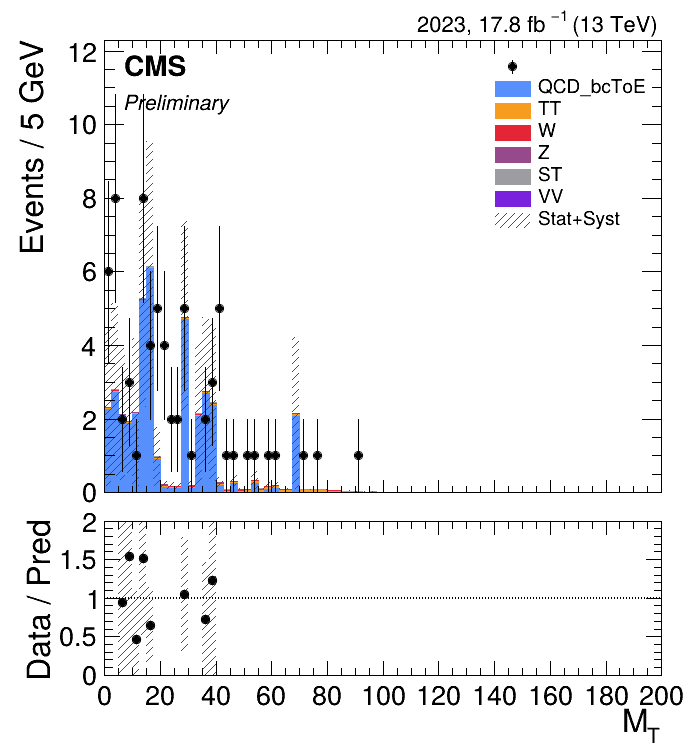 2023, 17.8 fb⁻¹ (13 TeV)
Events / 5 GeV
12
10
8
6
4
2
0
CMS
Preliminary
QCD_bcToE
TT
W
Z
ST
VV
Stat+Syst
Data / Pred
2
1.5
1
0.5
0
0 20 40 60 80 100 120 140 160 180 200
M_T